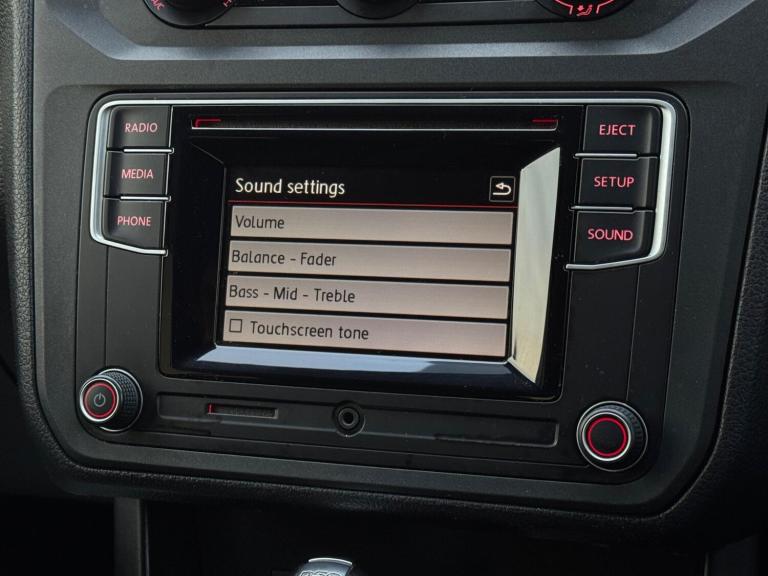 RADIO
MEDIA
PHONE
Sound settings
Volume
Balance - Fader
Bass - Mid - Treble
Touchscreen tone
EJECT
SETUP
SOUND